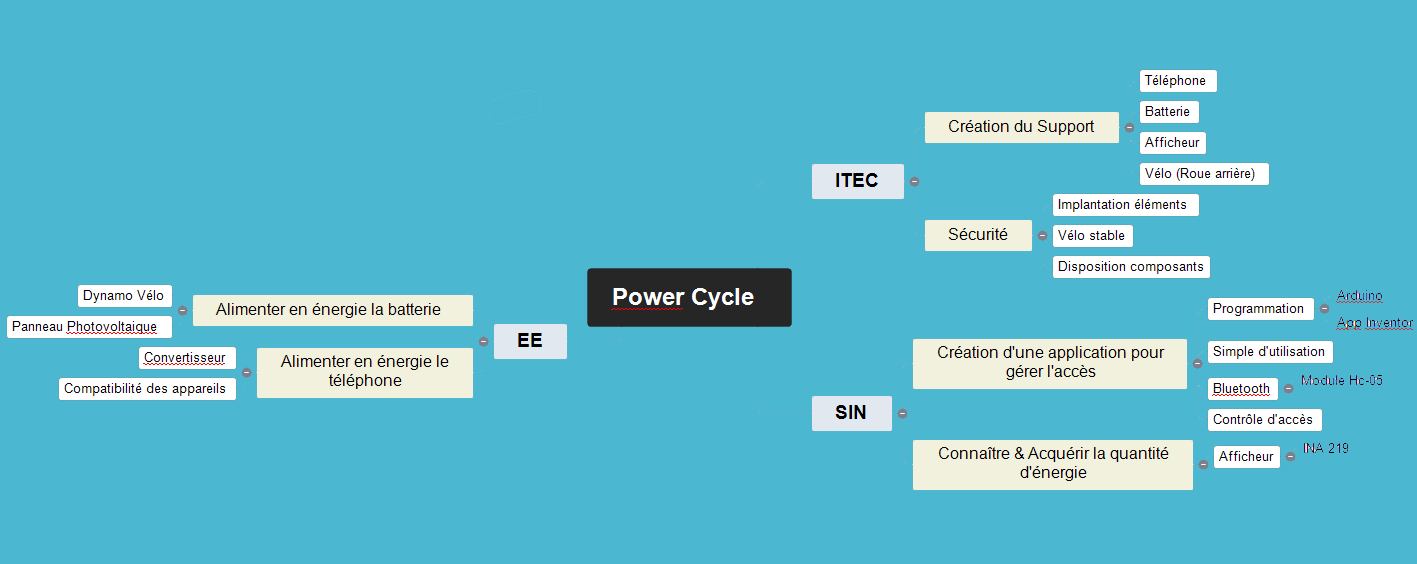 Power Cycle
ITEC
Création du Support
Téléphone
Batterie
Afficheur
Vélo (Roue arrière)
Sécurité
Implantation éléments
Vélo stable
Disposition composants
EE
Alimenter en énergie la batterie
Dynamo Vélo
Panneau Photovoltaique
Alimenter en énergie le
téléphone
Convertisseur
Compatibilité des appareils
SIN
Création d'une application pour
gérer l'accès
Programmation
Arduino
App Inventor
Simple d'utilisation
Bluetooth
Module Hc-05
Contrôle d'accès
Connaître & Acquérir la quantité
d'énergie
Afficheur
INA 219